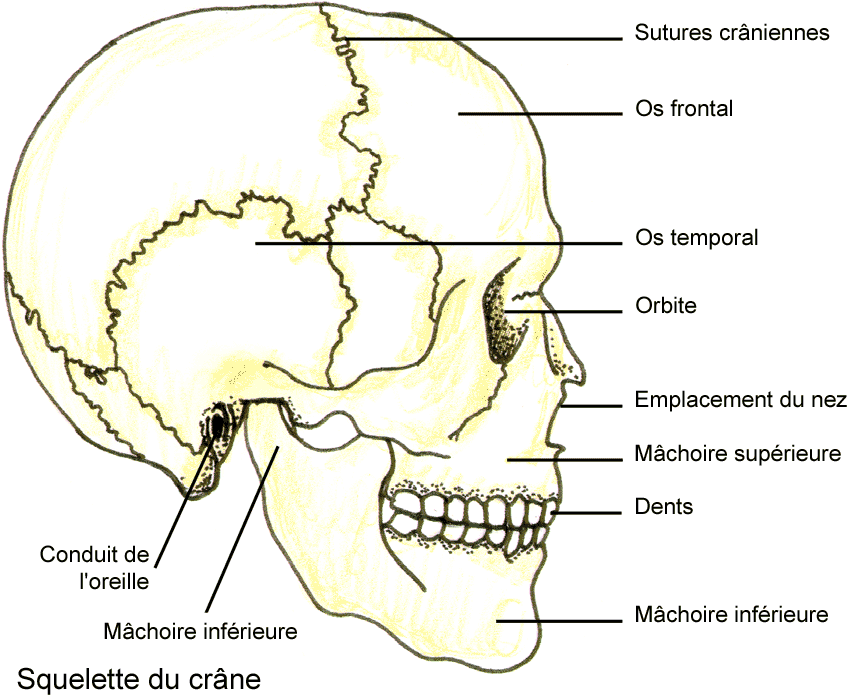 Sutures crâniennes
Os frontal
Os temporal
Orbite
Emplacement du nez
Mâchoire supérieure
Dents
Mâchoire inférieure
Conduit de
l'oreille
Mâchoire inférieure
Squelette du crâne